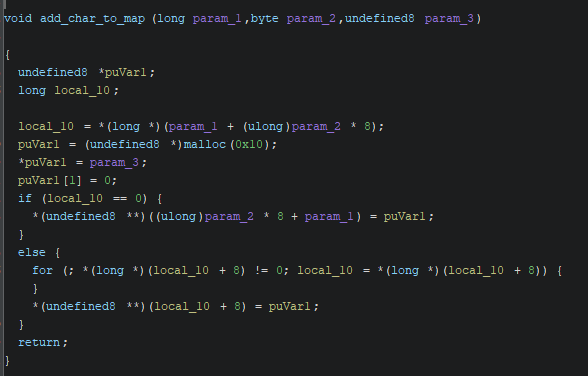 void add_char_to_map (long param_1,byte param_2,undefined8 param_3)
{
undefined8 *puVar1;
long local_10;
local_10 = *(long *)(param_1 + (ulong)param_2 * 8);
puVar1 = (undefined8 *)malloc(0x10);
*puVar1 = param_3;
puVar1[1] = 0;
if (local_10 == 0) {
*(undefined8 **)((ulong)param_2 * 8 + param_1) = puVar1;
}
else {
for (; *(long *)(local_10 + 8) != 0; local_10 = *(long *)(local_10 + 8)) {
}
*(undefined8 **)(local_10 + 8) = puVar1;
}
return;
}